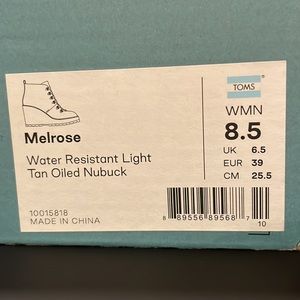 TOMS
WMN
8.5
UK 6.5
EUR 39
CM 25.5
Melrose
Water Resistant Light
Tan Oiled Nubuck
10015818
MADE IN CHINA
8 89556 89568 7
10